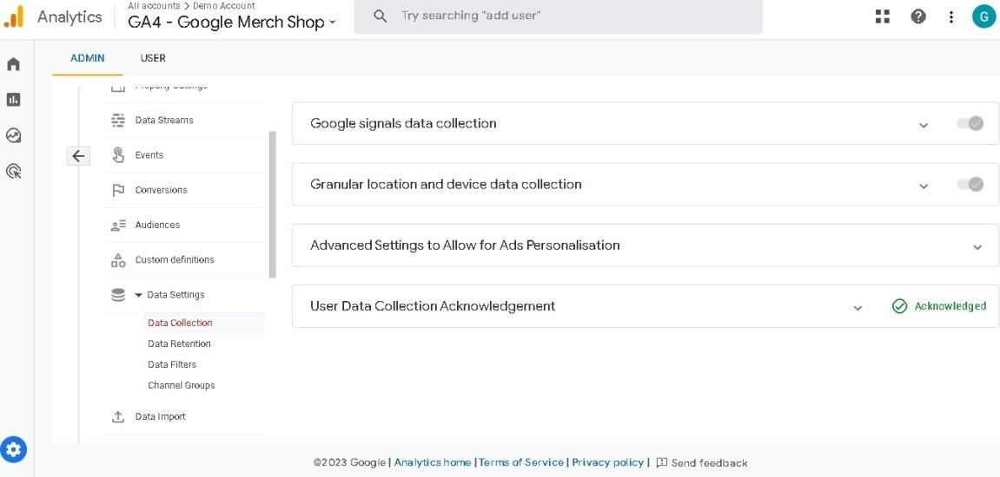 Analytics
All accounts > Demo Account
GA4 - Google Merch Shop
Try searching "add user"
G
ADMIN
USER
Property Settings
Data Streams
Events
Conversions
Audiences
Custom definitions
Data Settings
Data Collection
Data Retention
Data Filters
Channel Groups
Data Import
Google signals data collection
Granular location and device data collection
Advanced Settings to Allow for Ads Personalisation
User Data Collection Acknowledgement
Acknowledged
©2023 Google | Analytics home | Terms of Service | Privacy policy | Send feedback